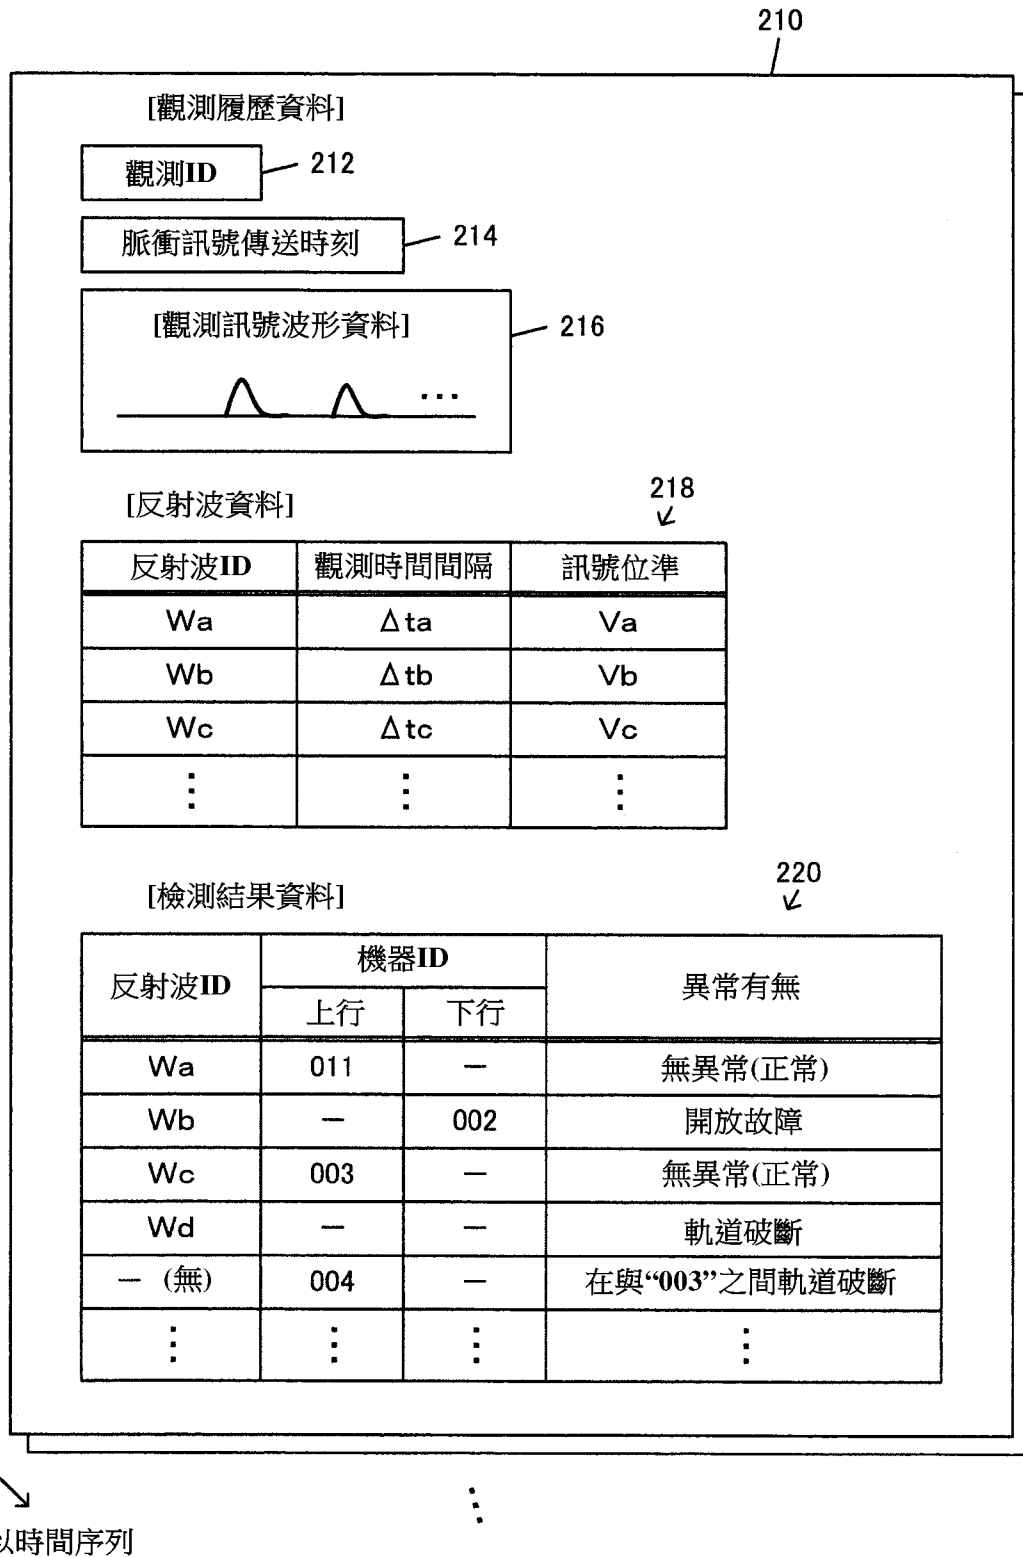 210
[觀測履歷資料]
觀測ID 212
脈衝訊號傳送時刻 214
[觀測訊號波形資料] 216
…
[反射波資料] 218
反射波ID 觀測時間間隔 訊號位準
Wa Δta Va
Wb Δtb Vb
Wc Δtc Vc
⋮ ⋮ ⋮
[檢測結果資料] 220
反射波ID 機器ID 異常有無
上行 下行
Wa 011 — 無異常(正常)
Wb — 002 開放故障
Wc 003 — 無異常(正常)
Wd — — 軌道破斷
— (無) 004 — 在與“003”之間軌道破斷
⋮ ⋮ ⋮ ⋮
⋮
以時間序列